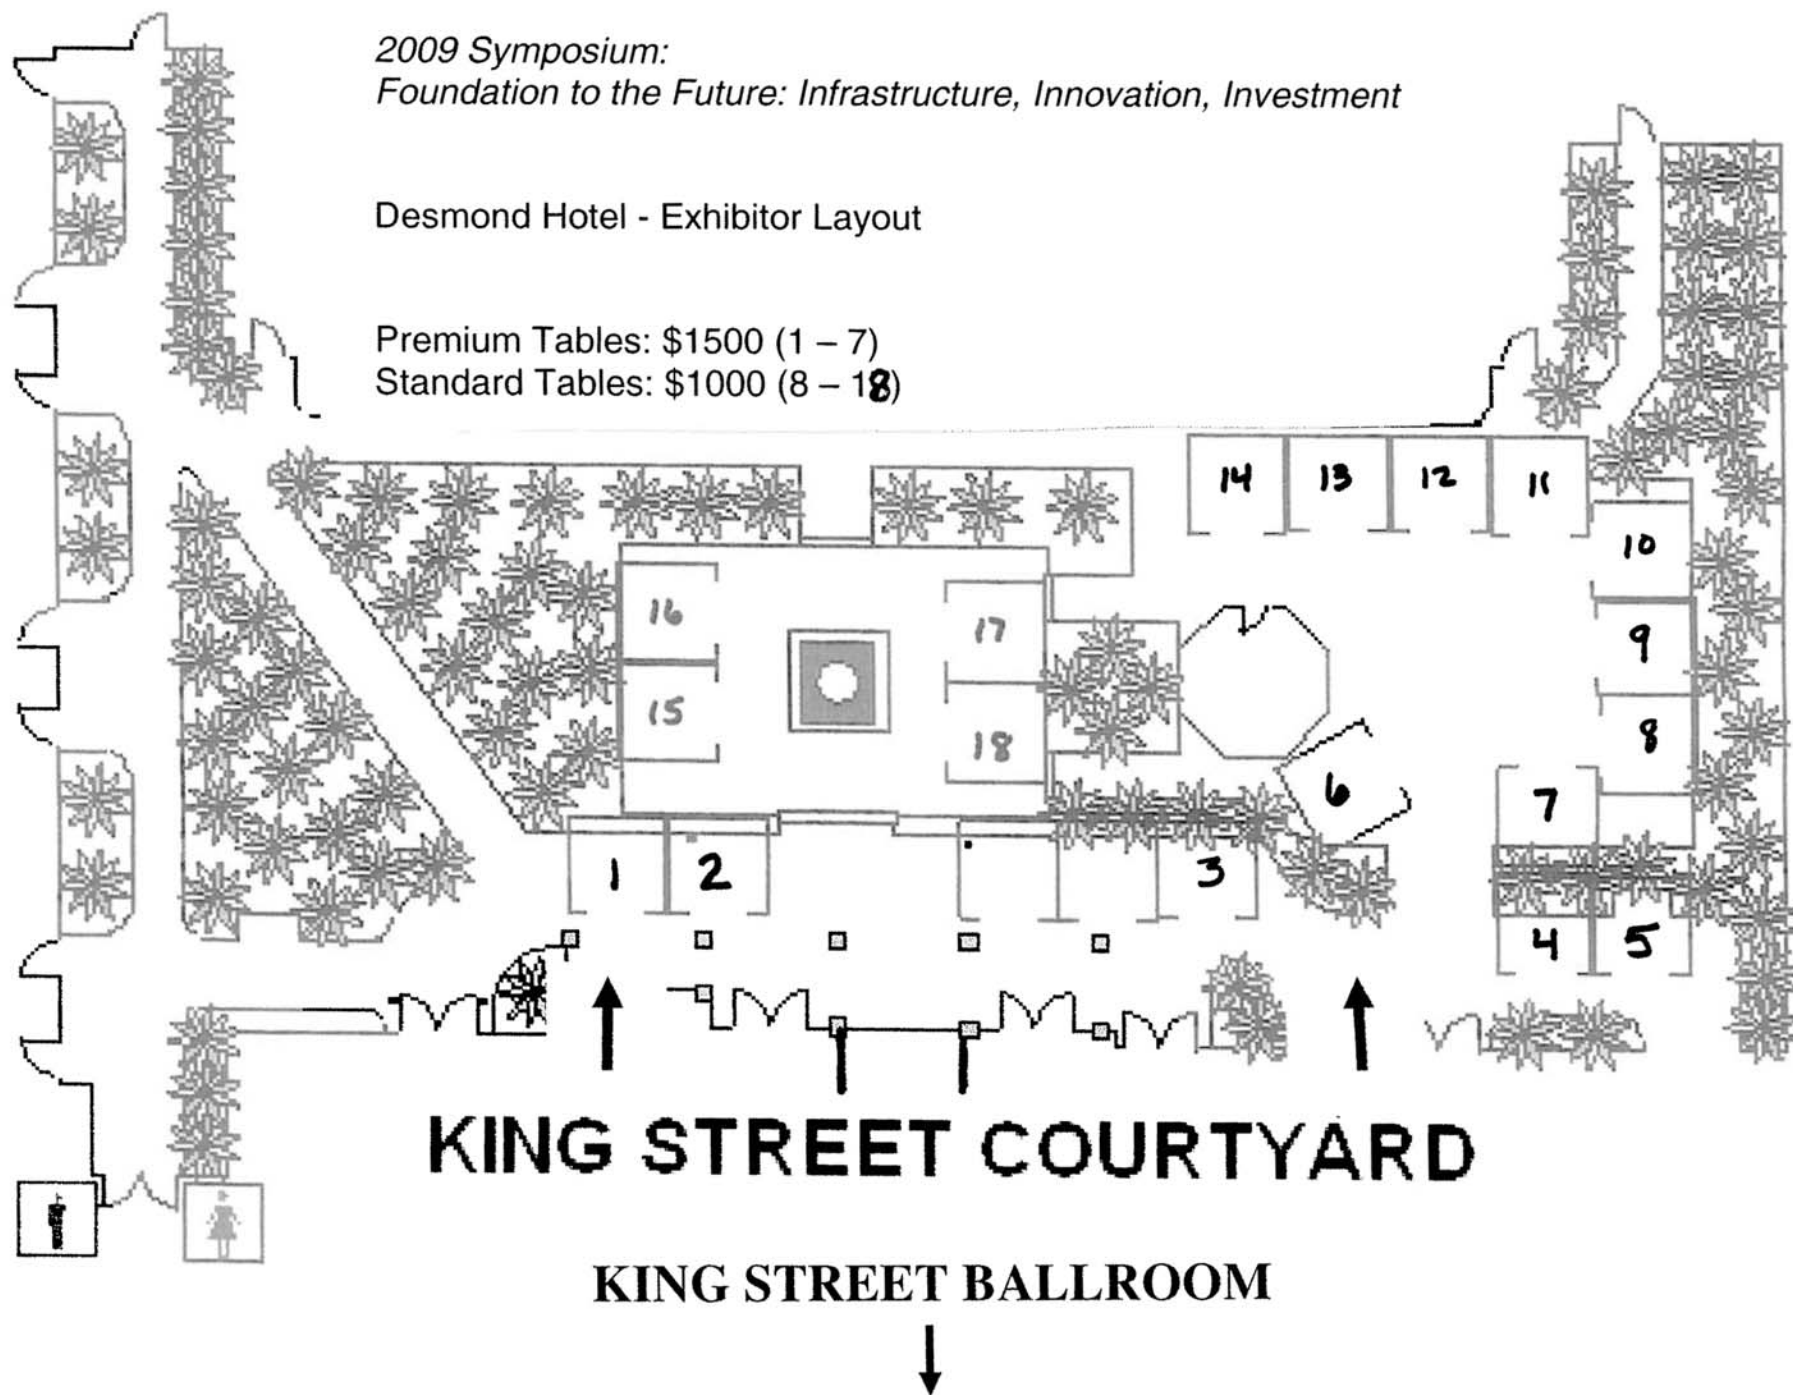 2009 Symposium:
Foundation to the Future: Infrastructure, Innovation, Investment
Desmond Hotel - Exhibitor Layout
Premium Tables: $1500 (1 – 7)
Standard Tables: $1000 (8 – 18)
14 13 12 11
10
16 17 9
15 18 8
6 7
1 2 3
4 5
KING STREET COURTYARD
KING STREET BALLROOM